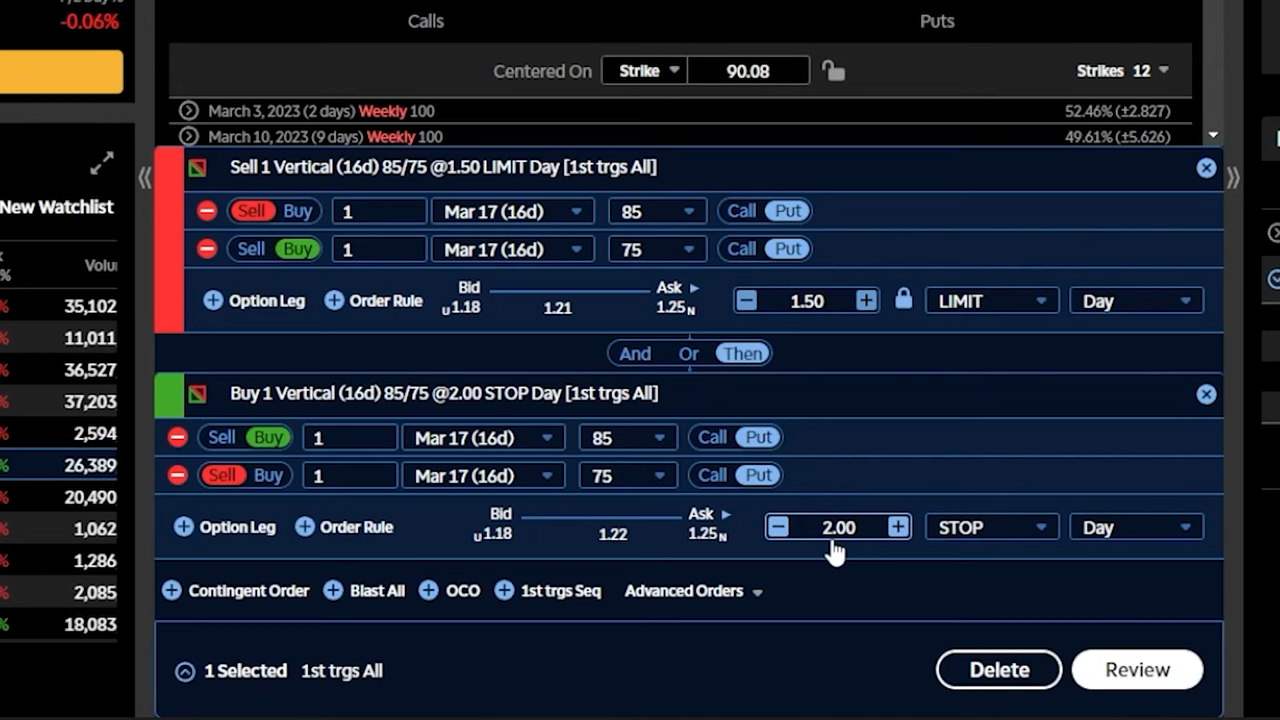 -0.06%
Calls Puts
Centered On Strike 90.08 Strikes 12
March 3, 2023 (2 days) Weekly 100 52.46% (±2.827)
March 10, 2023 (9 days) Weekly 100 49.61% (±5.626)
New Watchlist
% Volu
35,102
11,011
36,527
37,203
2,594
26,389
20,490
1,062
1,286
2,085
18,083
Sell 1 Vertical (16d) 85/75 @1.50 LIMIT Day [1st trgs All]
Sell Buy 1 Mar 17 (16d) 85 Call Put
Sell Buy 1 Mar 17 (16d) 75 Call Put
Option Leg Order Rule Bid U1.18 1.21 Ask 1.25N 1.50 LIMIT Day
And Or Then
Buy 1 Vertical (16d) 85/75 @2.00 STOP Day [1st trgs All]
Sell Buy 1 Mar 17 (16d) 85 Call Put
Sell Buy 1 Mar 17 (16d) 75 Call Put
Option Leg Order Rule Bid U1.18 1.22 Ask 1.25N 2.00 STOP Day
Contingent Order Blast All OCO 1st trgs Seq Advanced Orders
1 Selected 1st trgs All Delete Review